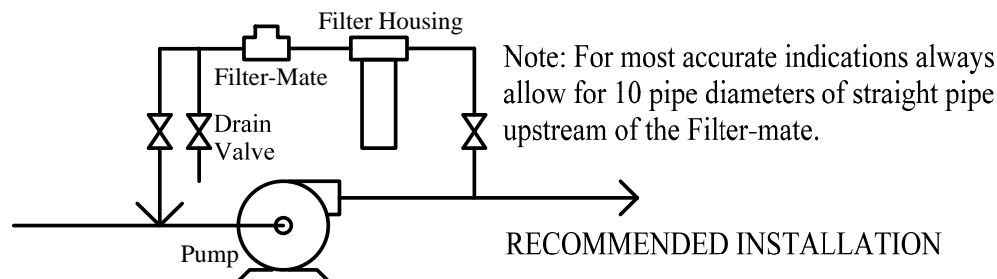 Filter Housing
Filter-Mate
Drain
Valve
Pump
Note: For most accurate indications always
allow for 10 pipe diameters of straight pipe
upstream of the Filter-mate.
RECOMMENDED INSTALLATION